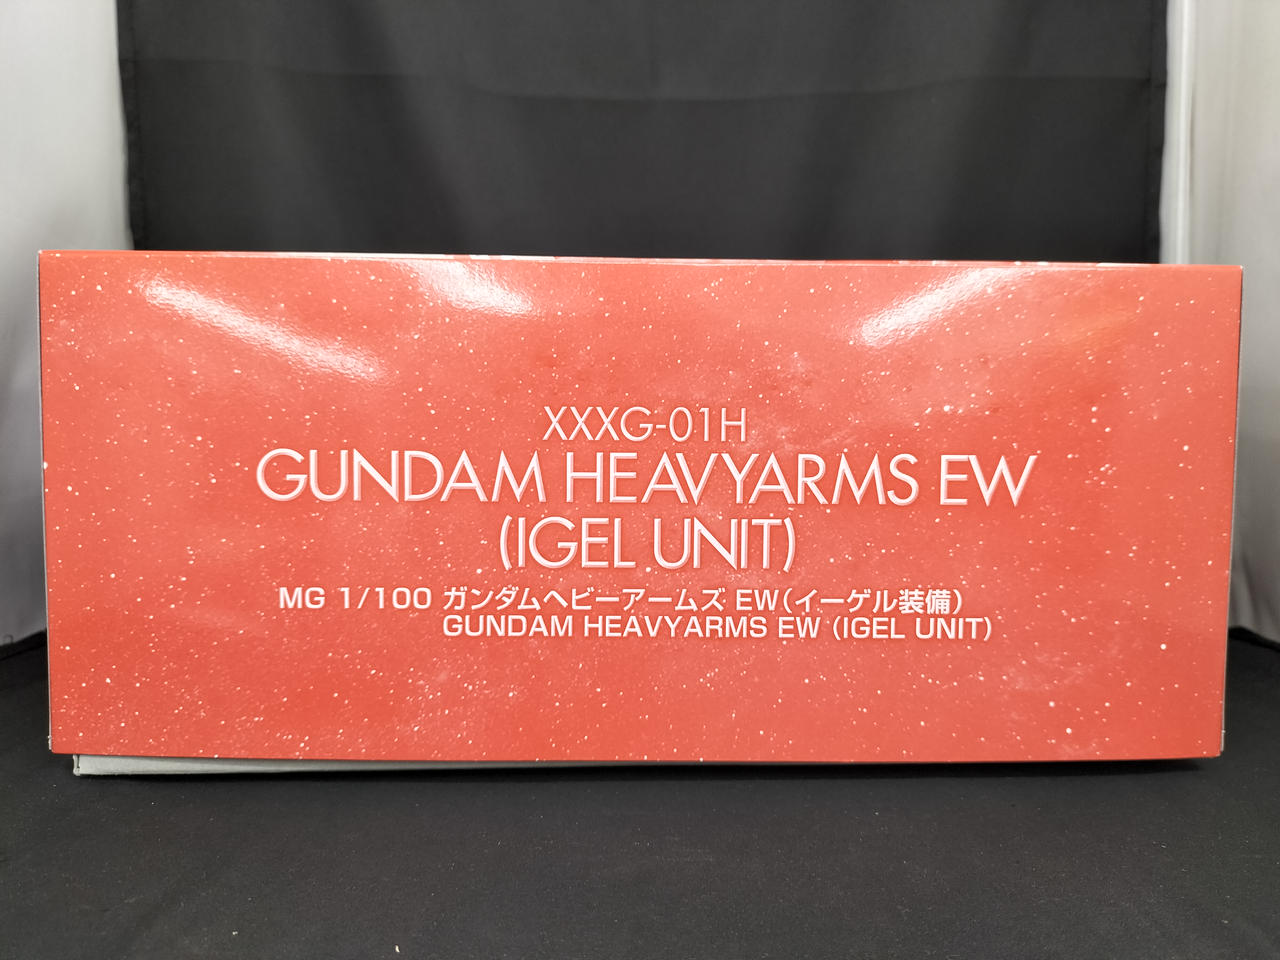 XXXG-01H
GUNDAM HEAVYARMS EW
(IGEL UNIT)
MG 1/100 ガンダムヘビーアームズ EW(イーゲル装備)
GUNDAM HEAVYARMS EW (IGEL UNIT)